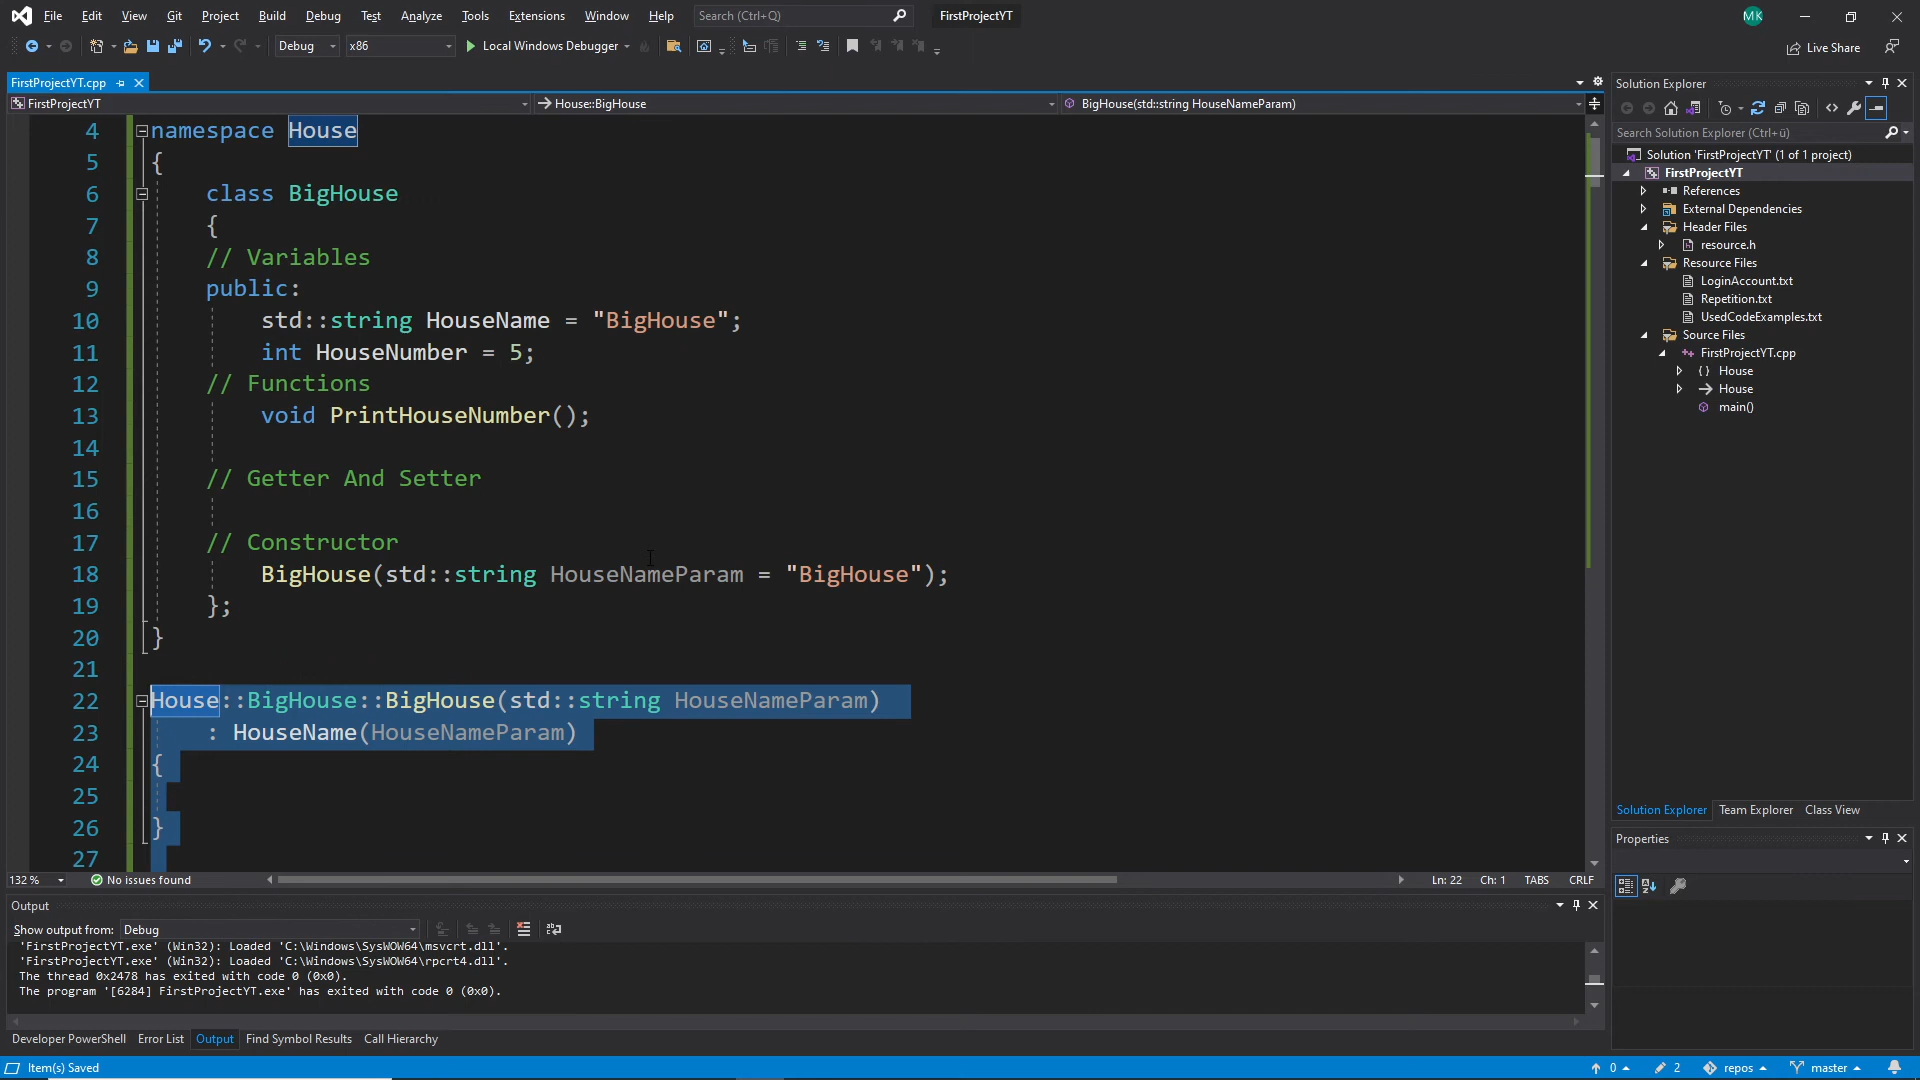 File Edit View Git Project Build Debug Test Analyze Tools Extensions Window Help Search (Ctrl+Q) FirstProjectYT MK
Debug x86 Local Windows Debugger Live Share
FirstProjectYT.cpp
FirstProjectYT House::BigHouse BigHouse(std::string HouseNameParam)
4 namespace House
5 {
6 class BigHouse
7 {
8 // Variables
9 public:
10 std::string HouseName = "BigHouse";
11 int HouseNumber = 5;
12 // Functions
13 void PrintHouseNumber();
14
15 // Getter And Setter
16
17 // Constructor
18 BigHouse(std::string HouseNameParam = "BigHouse");
19 };
20 }
21
22 House::BigHouse::BigHouse(std::string HouseNameParam)
23 : HouseName(HouseNameParam)
24 {
25
26 }
27
132 % No issues found Ln: 22 Ch: 1 TABS CRLF
Output
Show output from: Debug
'FirstProjectYT.exe' (Win32): Loaded 'C:\Windows\SysWOW64\msvcrt.dll'.
'FirstProjectYT.exe' (Win32): Loaded 'C:\Windows\SysWOW64\rpcrt4.dll'.
The thread 0x2478 has exited with code 0 (0x0).
The program '[6284] FirstProjectYT.exe' has exited with code 0 (0x0).
Developer PowerShell Error List Output Find Symbol Results Call Hierarchy
Solution Explorer
Search Solution Explorer (Ctrl+ü)
Solution 'FirstProjectYT' (1 of 1 project)
FirstProjectYT
References
External Dependencies
Header Files
resource.h
Resource Files
LoginAccount.txt
Repetition.txt
UsedCodeExamples.txt
Source Files
FirstProjectYT.cpp
House
House
main()
Solution Explorer Team Explorer Class View
Properties
Item(s) Saved 0 2 repos master